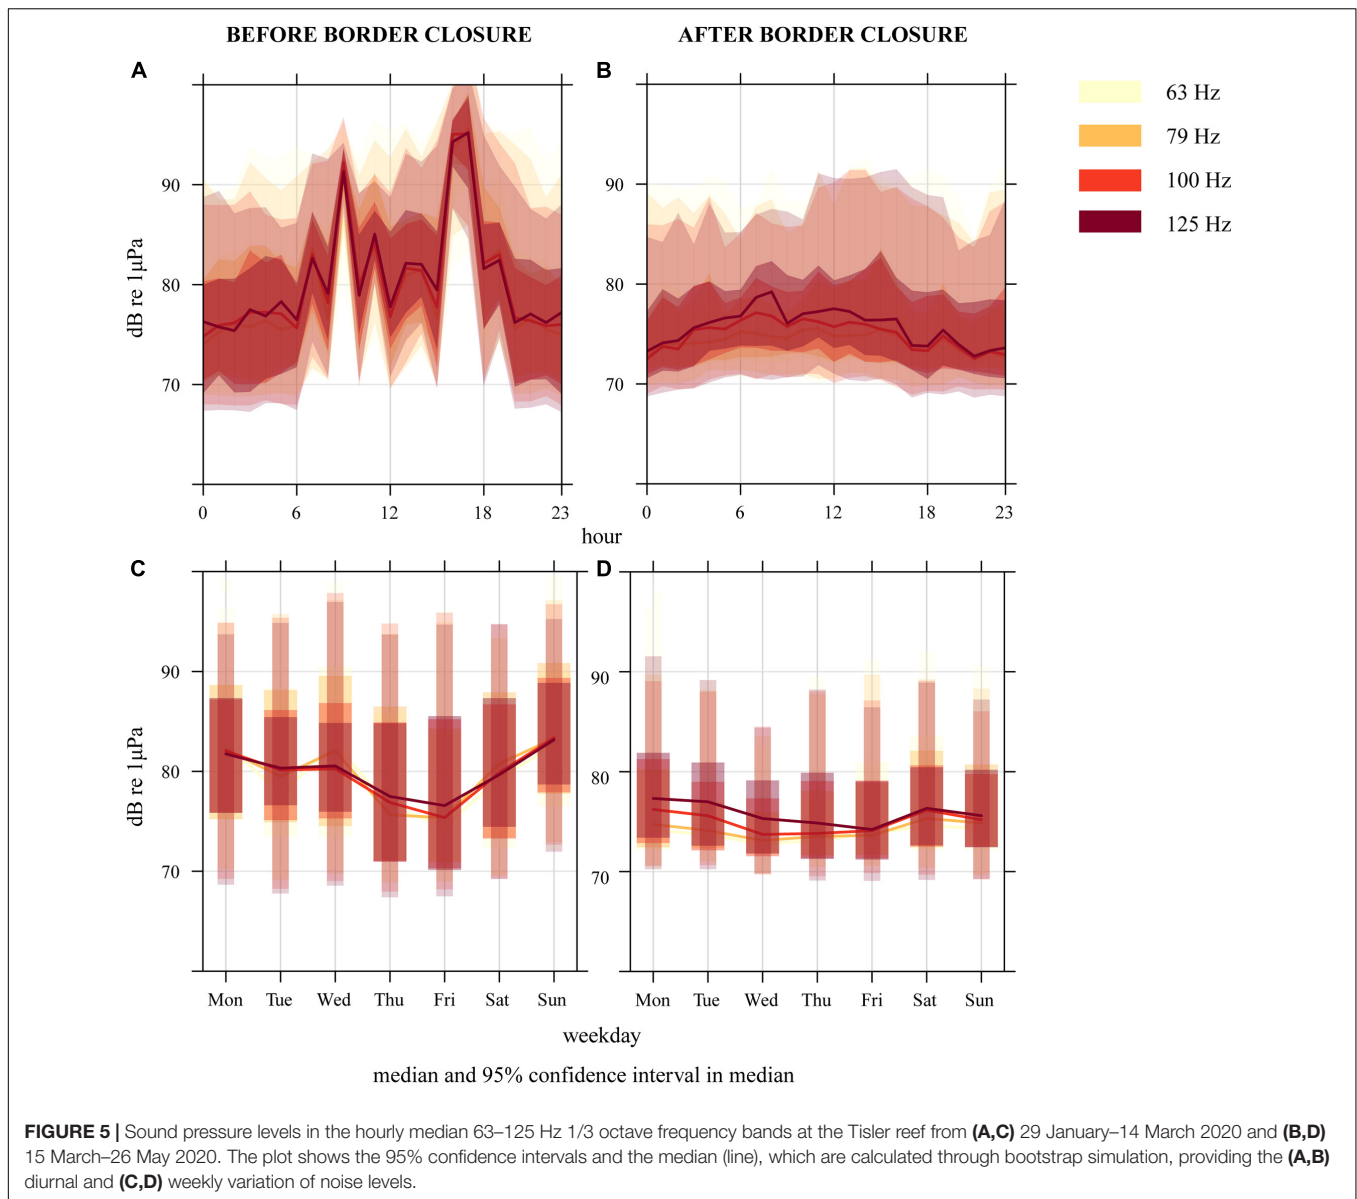 BEFORE BORDER CLOSURE
AFTER BORDER CLOSURE
A
B
63 Hz
79 Hz
100 Hz
125 Hz
dB re 1µPa
90
80
70
90
80
70
0 6 12 18 23
0 6 12 18 23
hour
C
D
dB re 1µPa
90
80
70
90
80
70
Mon Tue Wed Thu Fri Sat Sun
Mon Tue Wed Thu Fri Sat Sun
weekday
median and 95% confidence interval in median
FIGURE 5 | Sound pressure levels in the hourly median 63–125 Hz 1/3 octave frequency bands at the Tisler reef from (A,C) 29 January–14 March 2020 and (B,D)
15 March–26 May 2020. The plot shows the 95% confidence intervals and the median (line), which are calculated through bootstrap simulation, providing the (A,B)
diurnal and (C,D) weekly variation of noise levels.